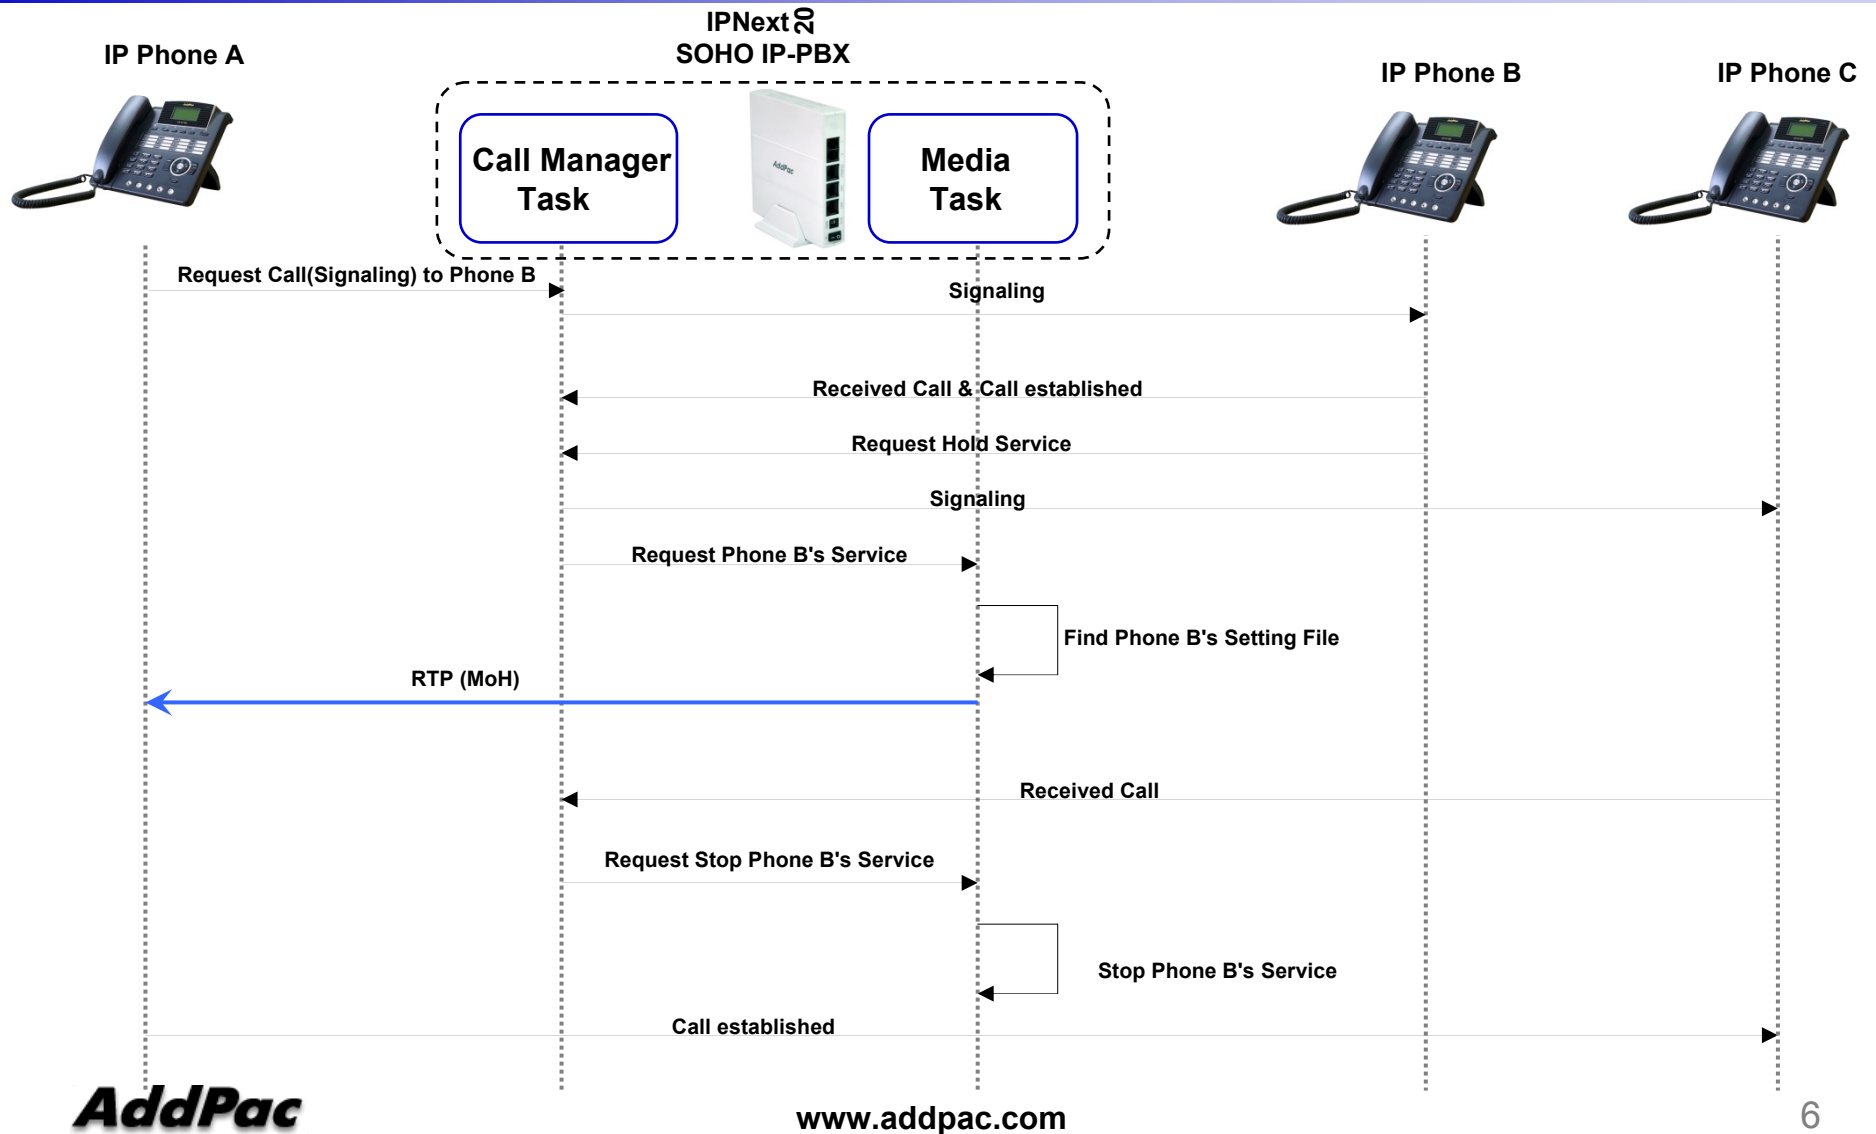 IPNext20
SOHO IP-PBX
IP Phone A
IP Phone B
IP Phone C
Call Manager
Task
AddPac
Media
Task
Request Call(Signaling) to Phone B
Signaling
Received Call & Call established
Request Hold Service
Signaling
Request Phone B's Service
Find Phone B's Setting File
RTP (MoH)
Received Call
Request Stop Phone B's Service
Stop Phone B's Service
Call established
AddPac
www.addpac.com
6